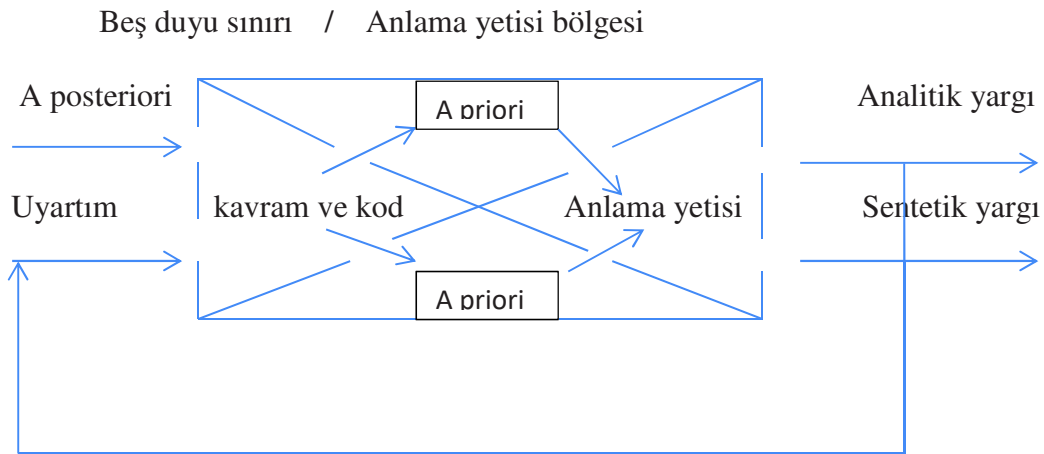 Beş duyu sınırı / Anlama yetisi bölgesi
A posteriori A priori Analitik yargı
Uyartım kavram ve kod Anlama yetisi Sentetik yargı
A priori